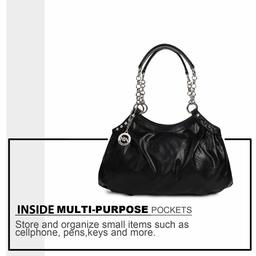 INSIDE MULTI-PURPOSE POCKETS
Store and organize small items such as
cellphone, pens,keys and more.